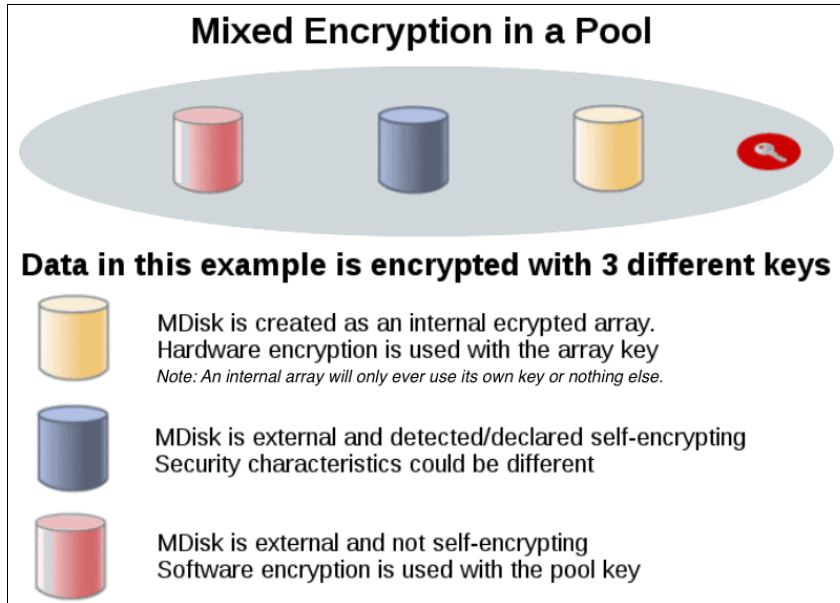 Mixed Encryption in a Pool
Data in this example is encrypted with 3 different keys
MDisk is created as an internal ecrypted array.
Hardware encryption is used with the array key
Note: An internal array will only ever use its own key or nothing else.
MDisk is external and detected/declared self-encrypting
Security characteristics could be different
MDisk is external and not self-encrypting
Software encryption is used with the pool key